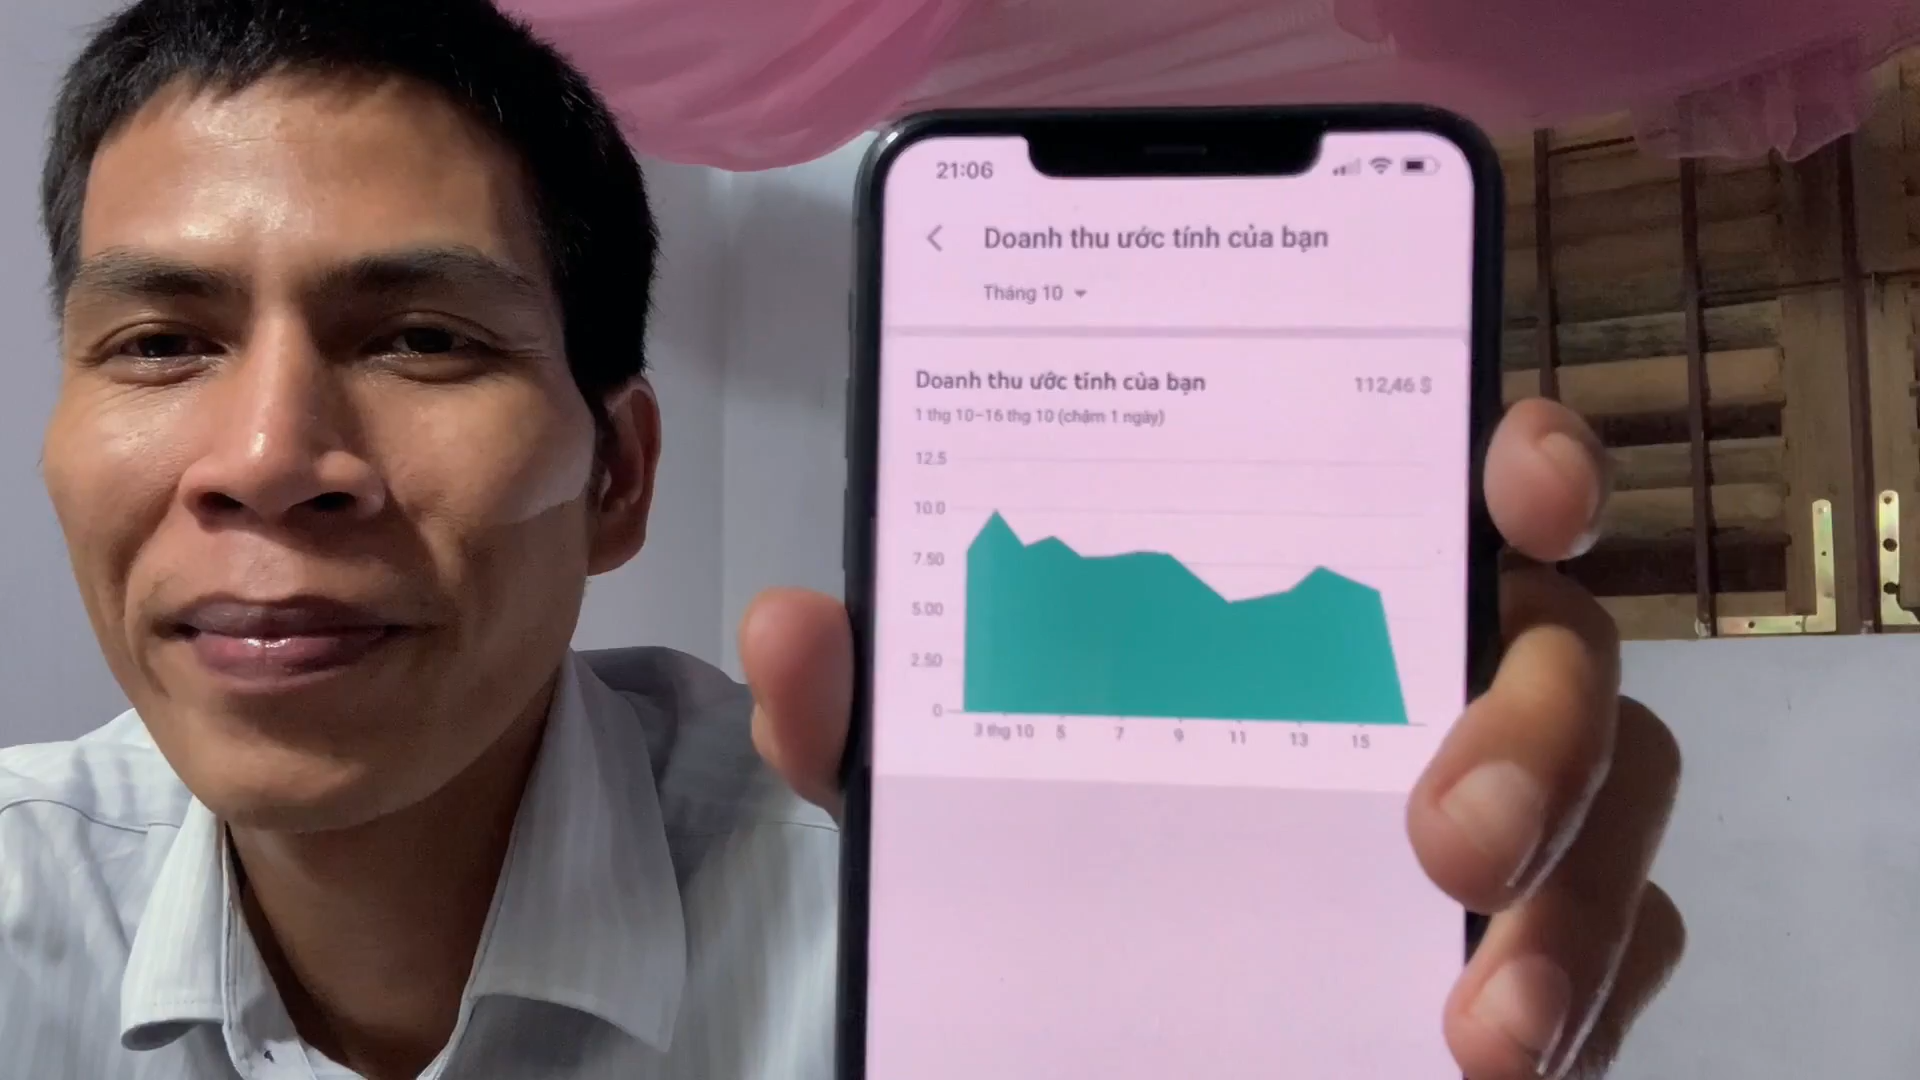 21:06
Doanh thu ước tính của bạn
Tháng 10
Doanh thu ước tính của bạn 112,46 $
1 thg 10–16 thg 10 (chậm 1 ngày)
12.5
10.0
7.50
5.00
2.50
0
3 thg 10 5 7 9 11 13 15